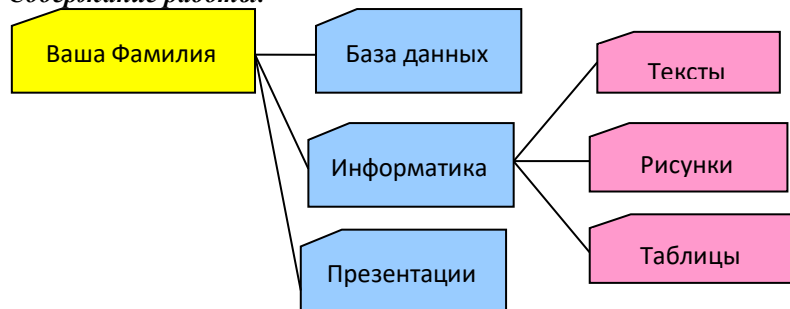 Содержание работы:
Ваша Фамилия
База данных
Тексты
Информатика
Рисунки
Презентации
Таблицы